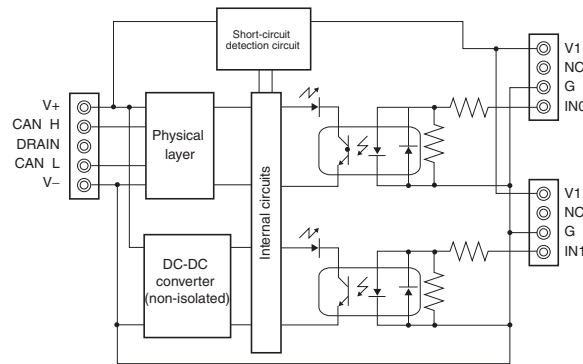 Short-circuit
detection circuit
V+
CAN H
DRAIN
CAN L
V−
Physical
layer
DC-DC
converter
(non-isolated)
Internal circuits
V1
NC
G
IN0
V1
NC
G
IN1